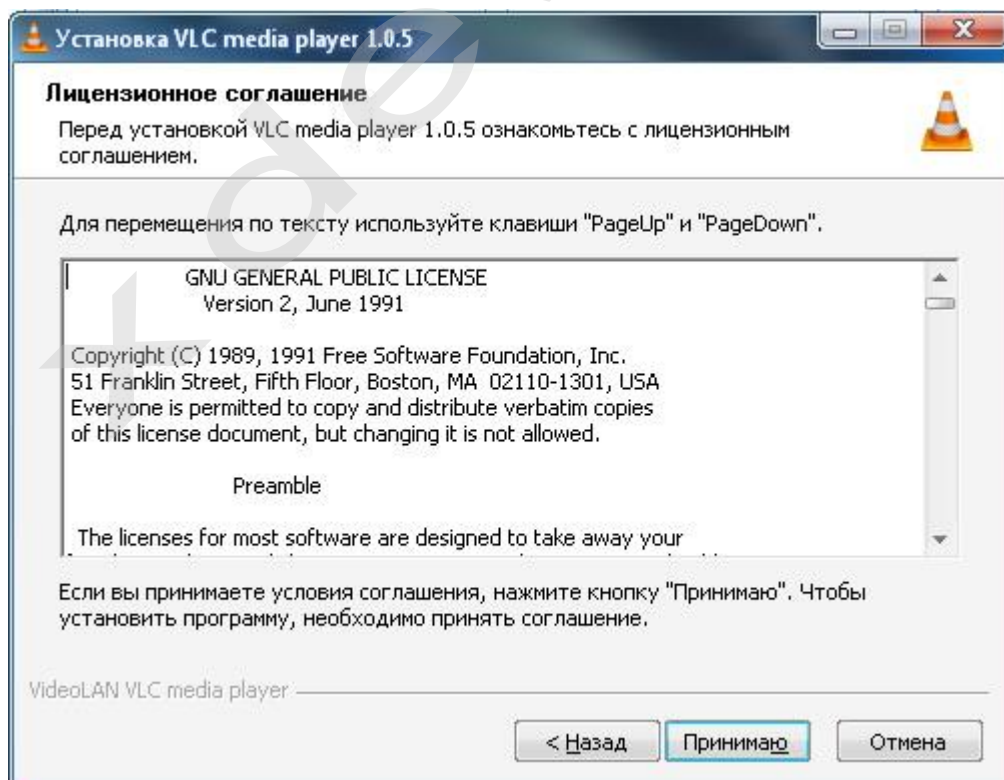 Установка VLC media player 1.0.5
Лицензионное соглашение
Перед установкой VLC media player 1.0.5 ознакомьтесь с лицензионным
соглашением.
Для перемещения по тексту используйте клавиши "PageUp" и "PageDown".
GNU GENERAL PUBLIC LICENSE
Version 2, June 1991
Copyright (C) 1989, 1991 Free Software Foundation, Inc.
51 Franklin Street, Fifth Floor, Boston, MA 02110-1301, USA
Everyone is permitted to copy and distribute verbatim copies
of this license document, but changing it is not allowed.
Preamble
The licenses for most software are designed to take away your
Если вы принимаете условия соглашения, нажмите кнопку "Принимаю". Чтобы
установить программу, необходимо принять соглашение.
VideoLAN VLC media player
< Назад Принимаю Отмена